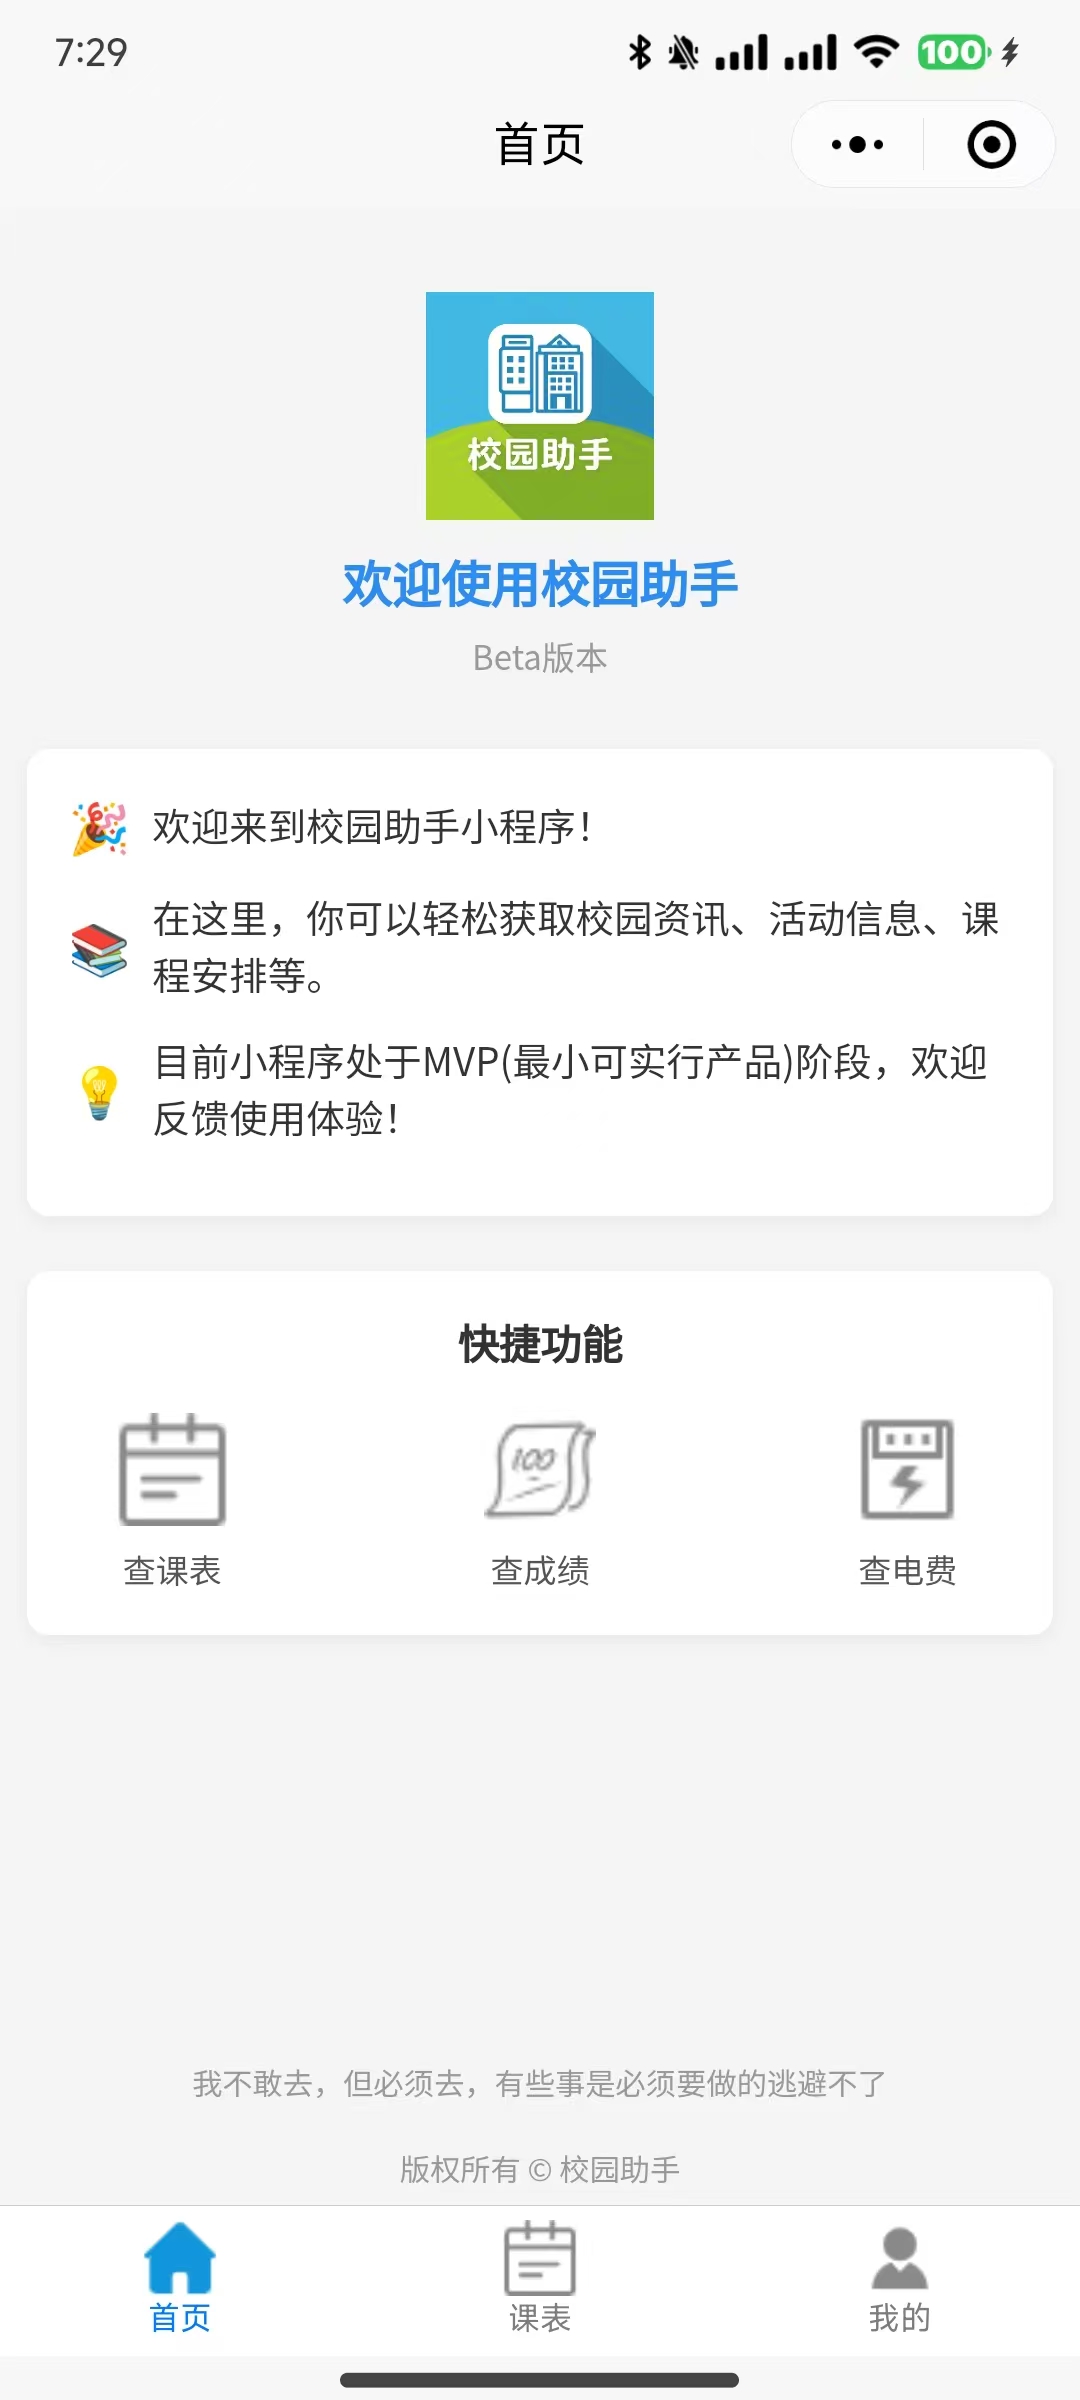 7:29
100
首页
校园助手
欢迎使用校园助手
Beta版本
欢迎来到校园助手小程序！
在这里，你可以轻松获取校园资讯、活动信息、课
程安排等。
目前小程序处于MVP(最小可实行产品)阶段，欢迎
反馈使用体验！
快捷功能
100
查课表
查成绩
查电费
我不敢去，但必须去，有些事是必须要做的逃避不了
版权所有 © 校园助手
首页
课表
我的